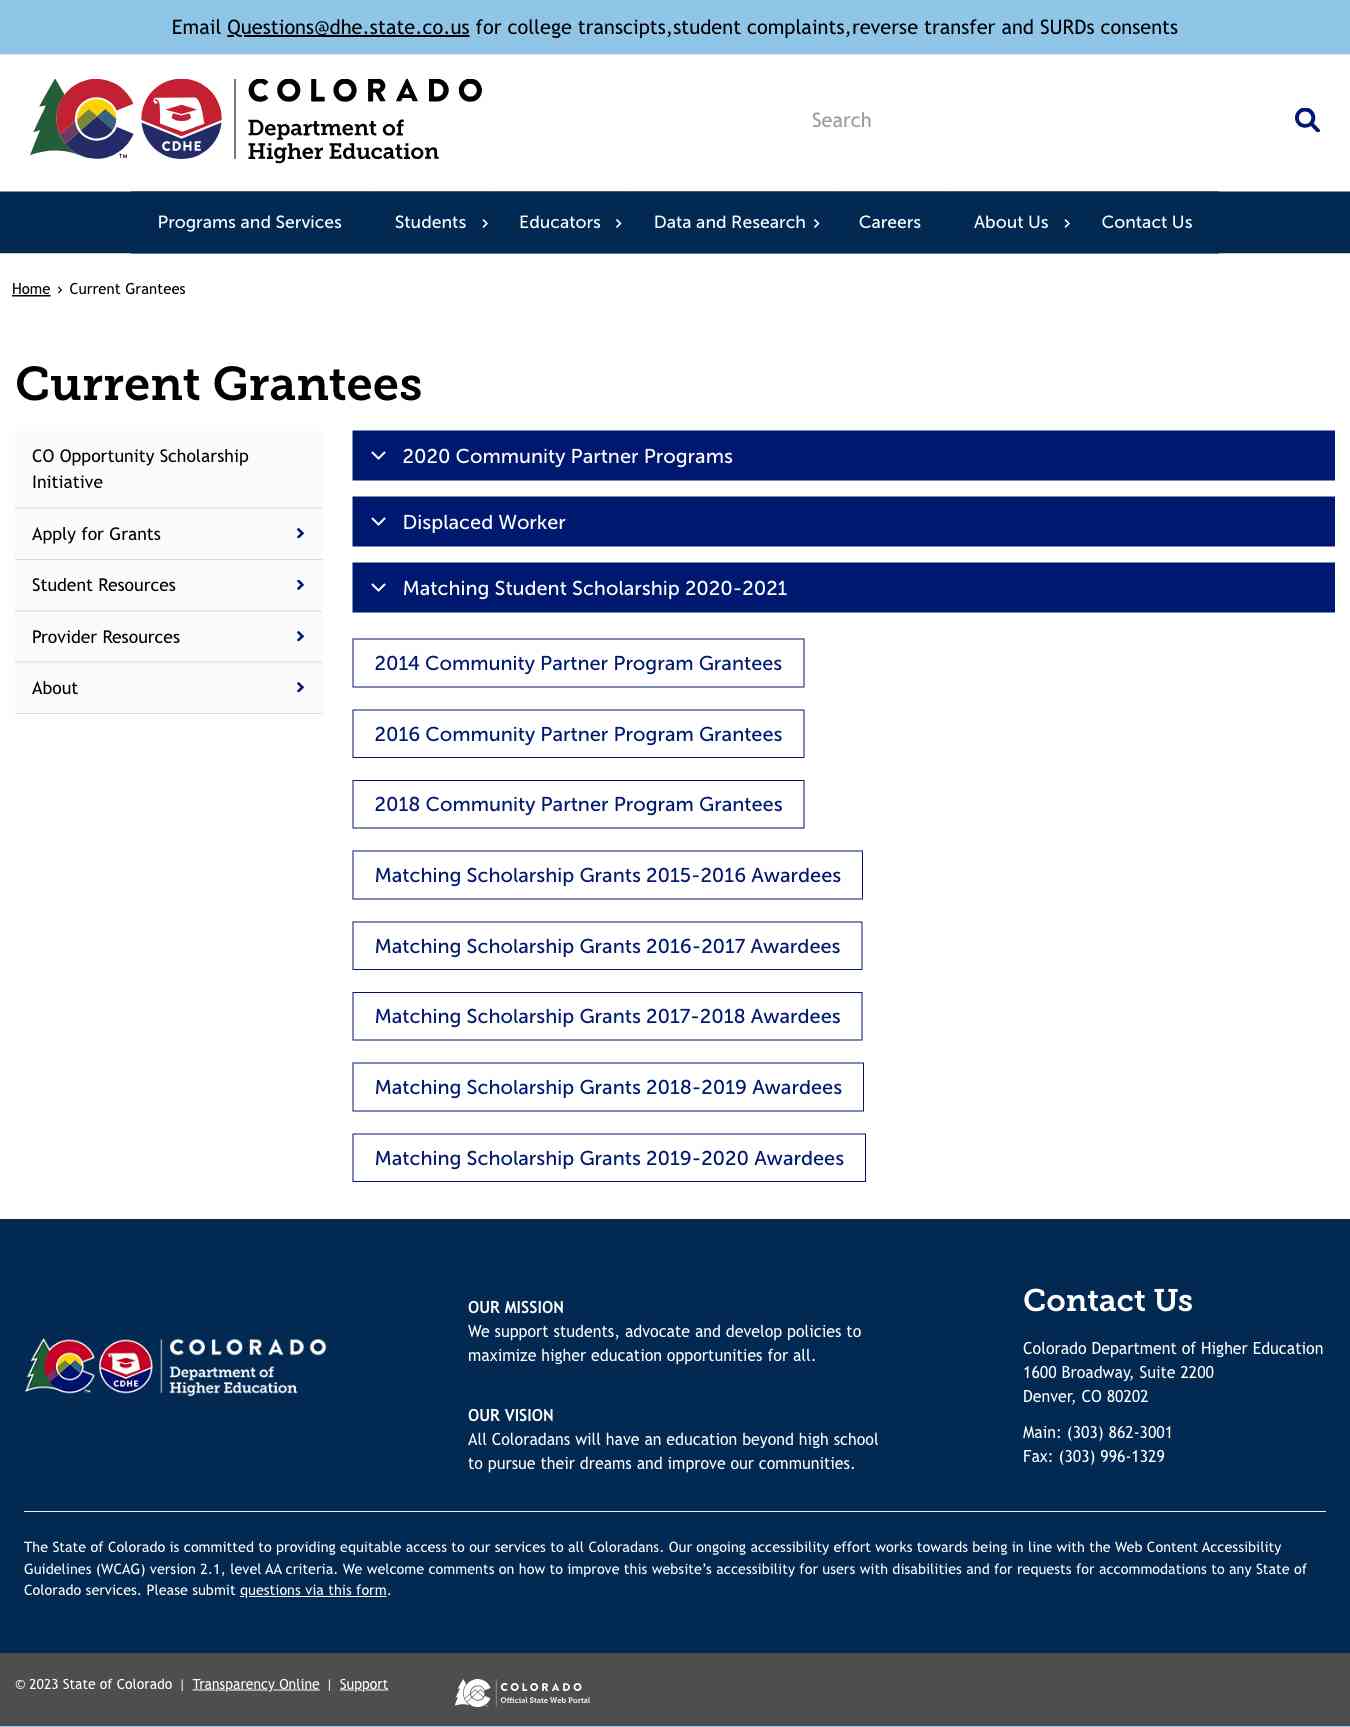 Email Questions@dhe.state.co.us for college transcipts,student complaints,reverse transfer and SURDs consents
COLORADO
Department of
Higher Education
CDHE
TM
Search
Programs and Services Students Educators Data and Research Careers About Us Contact Us
Home › Current Grantees
Current Grantees
CO Opportunity Scholarship
Initiative
Apply for Grants
Student Resources
Provider Resources
About
2020 Community Partner Programs
Displaced Worker
Matching Student Scholarship 2020-2021
2014 Community Partner Program Grantees
2016 Community Partner Program Grantees
2018 Community Partner Program Grantees
Matching Scholarship Grants 2015-2016 Awardees
Matching Scholarship Grants 2016-2017 Awardees
Matching Scholarship Grants 2017-2018 Awardees
Matching Scholarship Grants 2018-2019 Awardees
Matching Scholarship Grants 2019-2020 Awardees
COLORADO
Department of
Higher Education
CDHE
OUR MISSION
We support students, advocate and develop policies to
maximize higher education opportunities for all.
OUR VISION
All Coloradans will have an education beyond high school
to pursue their dreams and improve our communities.
Contact Us
Colorado Department of Higher Education
1600 Broadway, Suite 2200
Denver, CO 80202
Main: (303) 862-3001
Fax: (303) 996-1329
The State of Colorado is committed to providing equitable access to our services to all Coloradans. Our ongoing accessibility effort works towards being in line with the Web Content Accessibility
Guidelines (WCAG) version 2.1, level AA criteria. We welcome comments on how to improve this website’s accessibility for users with disabilities and for requests for accommodations to any State of
Colorado services. Please submit questions via this form.
© 2023 State of Colorado | Transparency Online | Support
COLORADO
Official State Web Portal